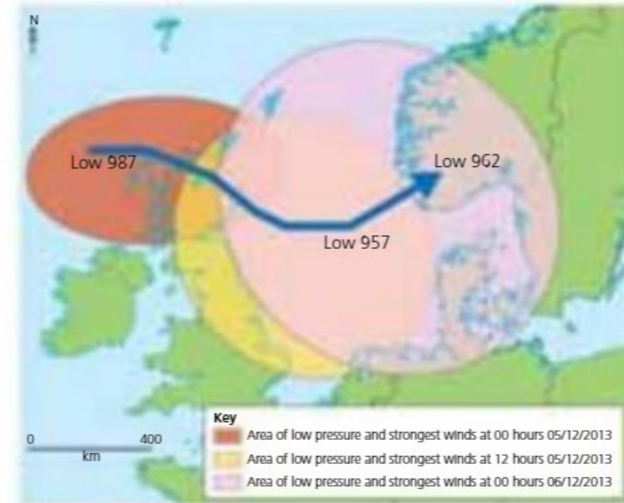 N
Low 987
Low 962
Low 957
0 400
km
Key
Area of low pressure and strongest winds at 00 hours 05/12/2013
Area of low pressure and strongest winds at 12 hours 05/12/2013
Area of low pressure and strongest winds at 00 hours 06/12/2013